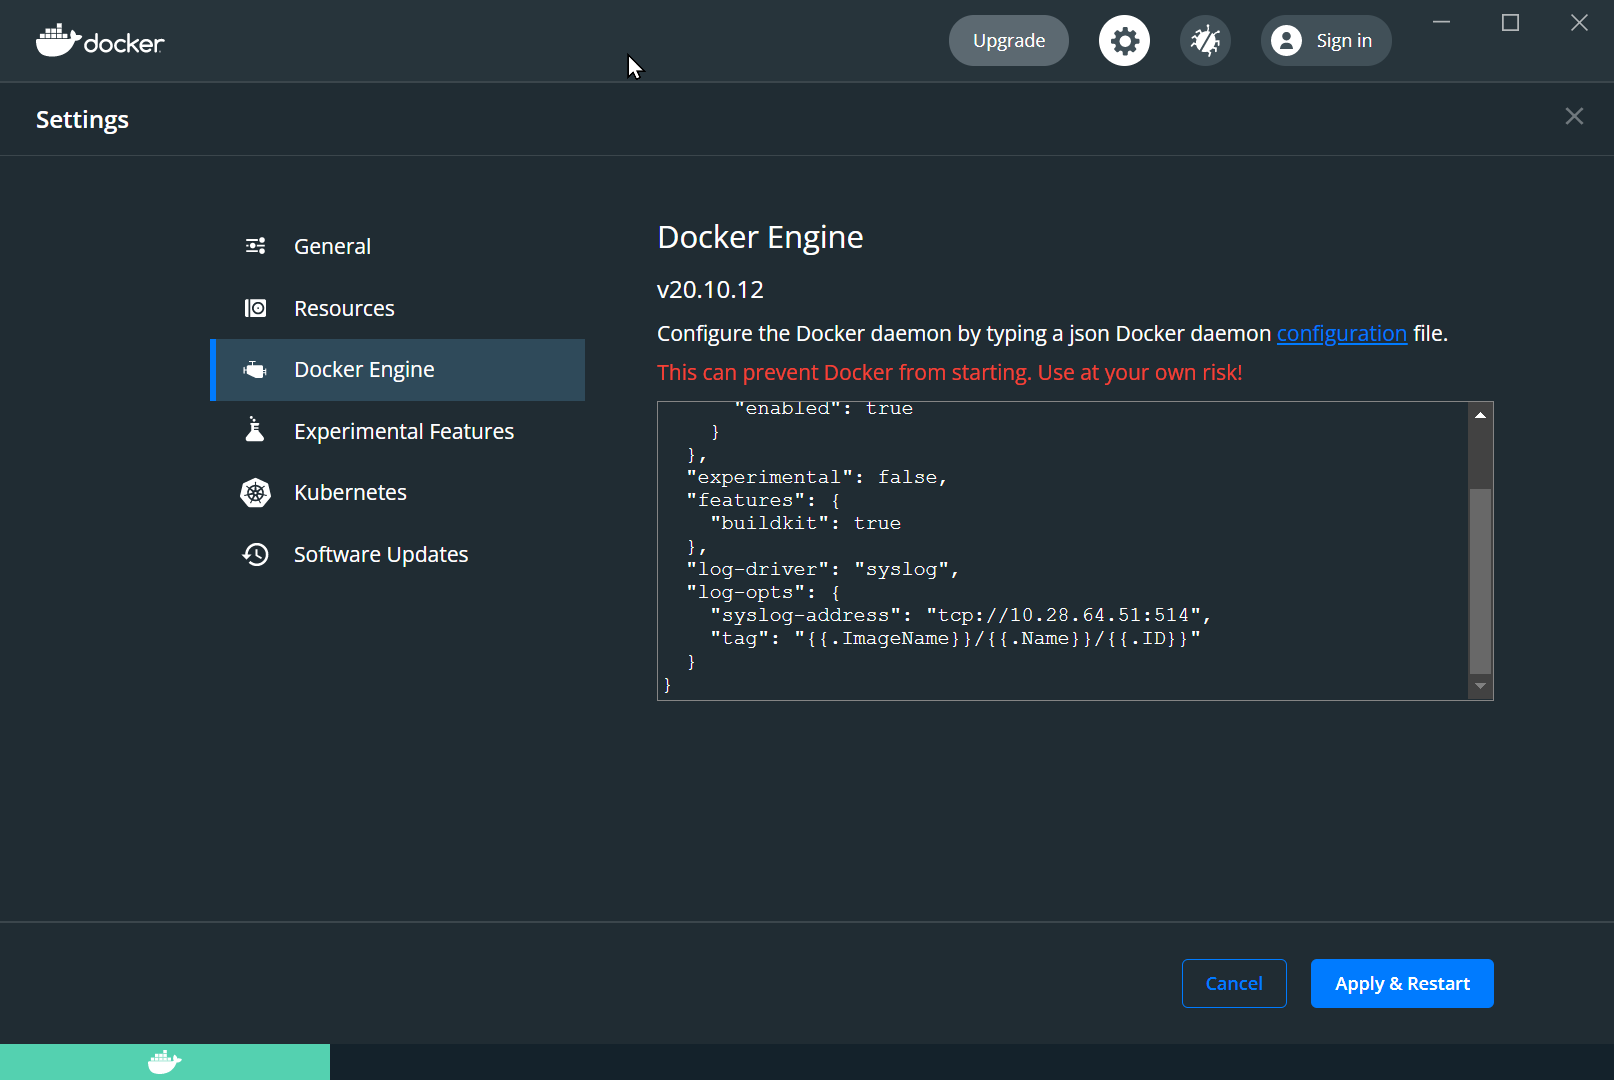 docker
Upgrade
Sign in
Settings
General
Resources
Docker Engine
Experimental Features
Kubernetes
Software Updates
Docker Engine
v20.10.12
Configure the Docker daemon by typing a json Docker daemon configuration file.
This can prevent Docker from starting. Use at your own risk!
"enabled": true
}
},
"experimental": false,
"features": {
"buildkit": true
},
"log-driver": "syslog",
"log-opts": {
"syslog-address": "tcp://10.28.64.51:514",
"tag": "{{.ImageName}}/{{.Name}}/{{.ID}}"
}
}
Cancel
Apply & Restart